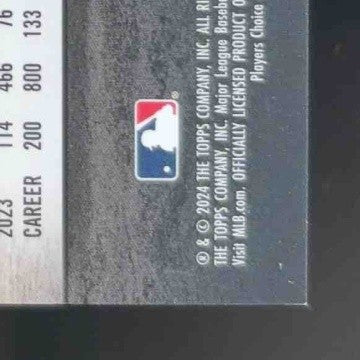 2023 114 466 76
CAREER 200 800 133
®
® & © 2024 THE TOPPS COMPANY, INC. ALL RI
THE TOPPS COMPANY, INC. Major League Baseba
Visit MLB.com. OFFICIALLY LICENSED PRODUCT O
Players Choice